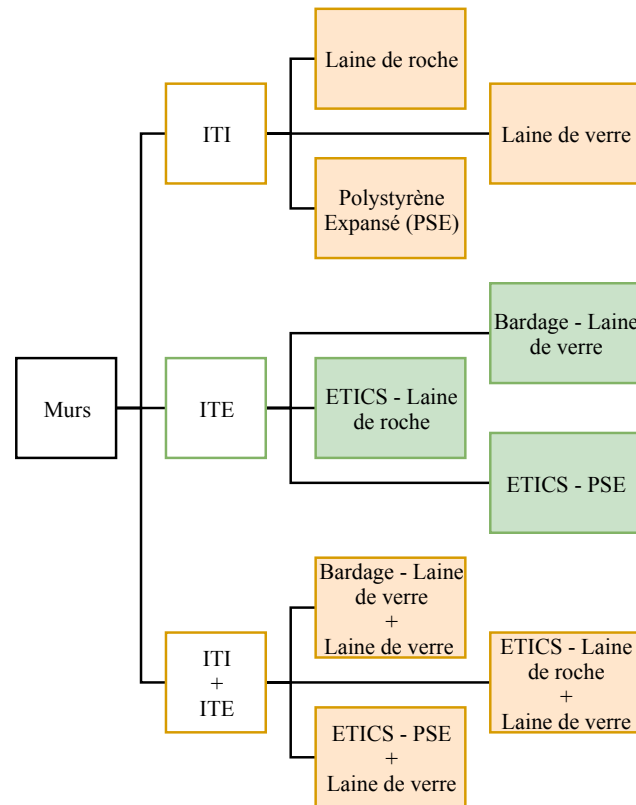 Laine de roche
ITI
Laine de verre
Polystyrène
Expansé (PSE)
Bardage - Laine
de verre
Murs
ITE
ETICS - Laine
de roche
ETICS - PSE
Bardage - Laine
de verre
+
Laine de verre
ITI
+
ITE
ETICS - Laine
de roche
+
Laine de verre
ETICS - PSE
+
Laine de verre